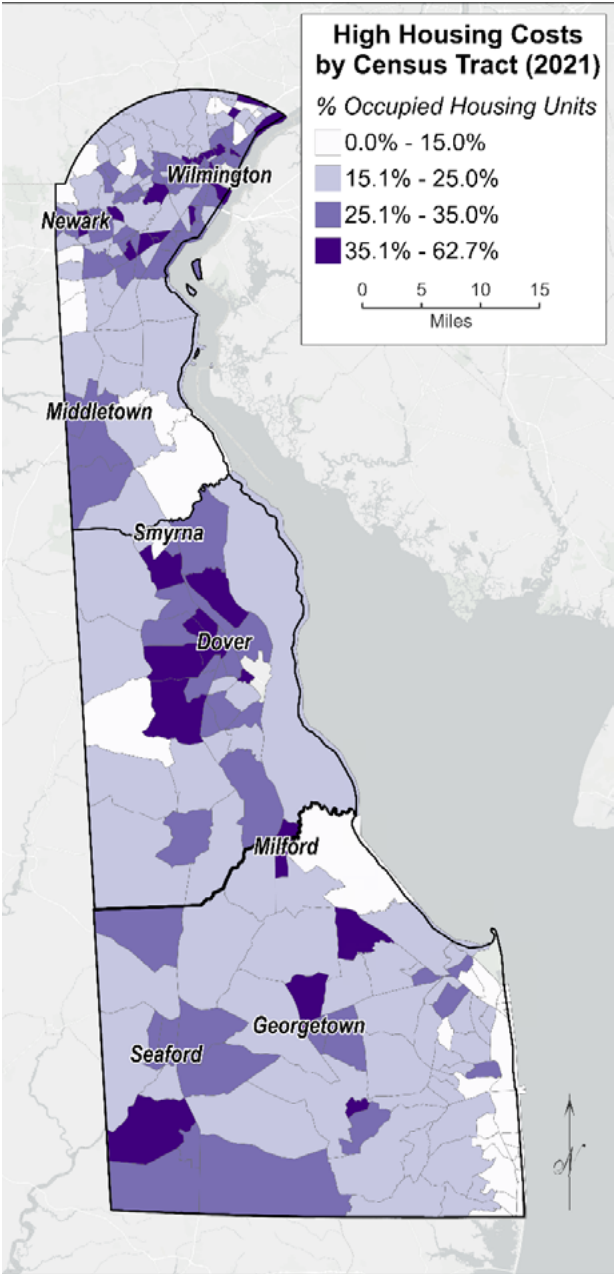 High Housing Costs
by Census Tract (2021)
% Occupied Housing Units
0.0% - 15.0%
15.1% - 25.0%
25.1% - 35.0%
35.1% - 62.7%
0 5 10 15
Miles
Wilmington
Newark
Middletown
Smyrna
Dover
Milford
Georgetown
Seaford